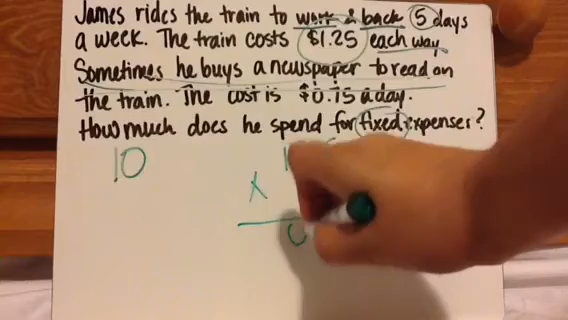 James rides the train to work & back 5 days
a week. The train costs $1.25 each way
Sometimes he buys a newspaper to read on
the train. The cost is $0.75 a day.
How much does he spend for fixed expenses?
10
X
0